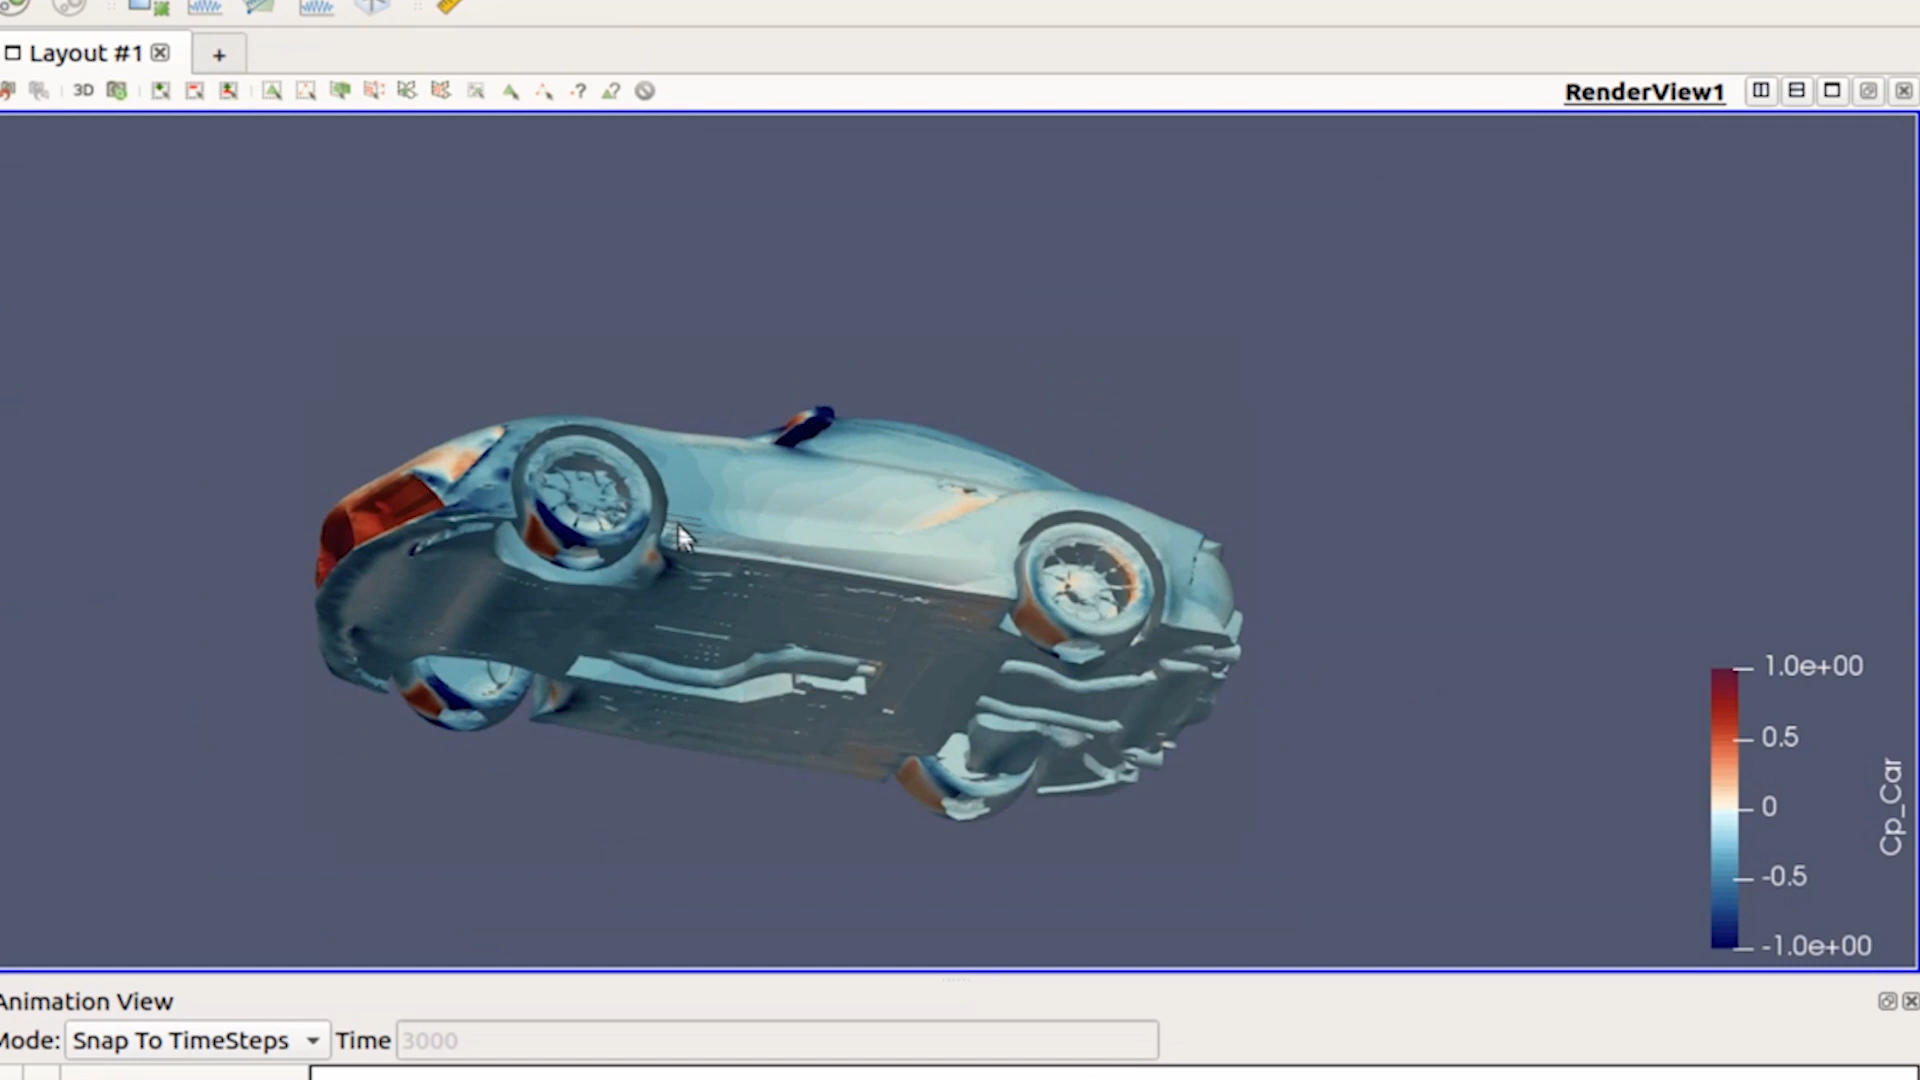 Layout #1
+
3D
?
?
RenderView1
1.0e+00
0.5
0
-0.5
-1.0e+00
Cp_Car
Animation View
Mode: Snap To TimeSteps Time 3000